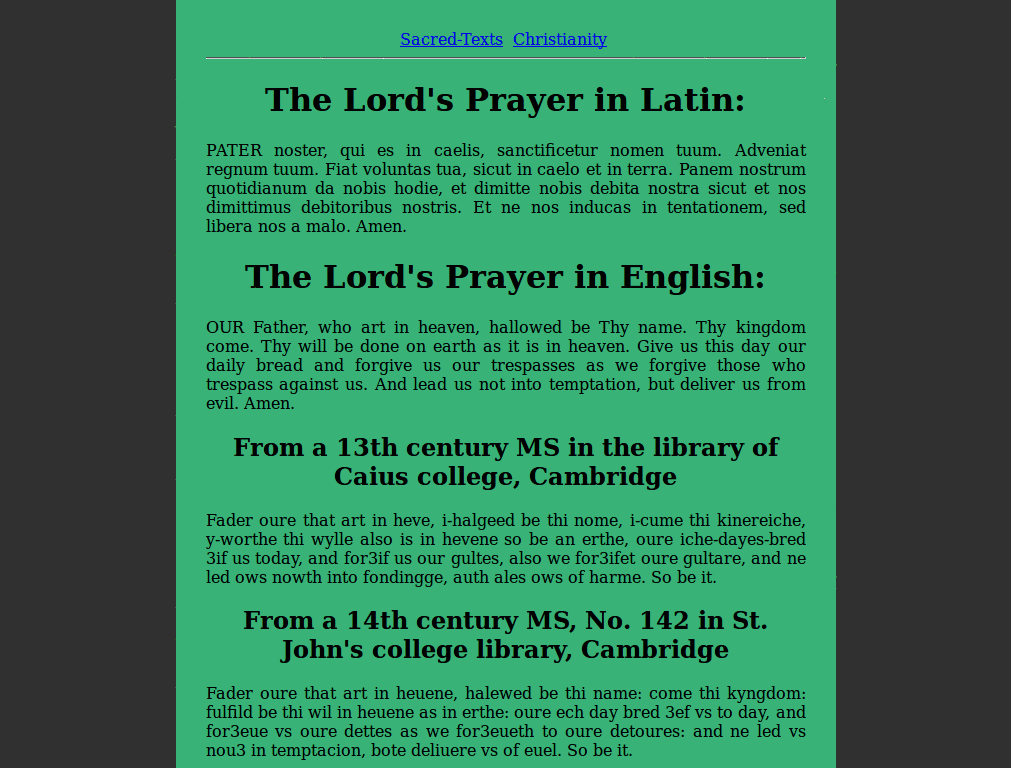 Sacred-Texts Christianity
The Lord's Prayer in Latin:
PATER noster, qui es in caelis, sanctificetur nomen tuum. Adveniat
regnum tuum. Fiat voluntas tua, sicut in caelo et in terra. Panem nostrum
quotidianum da nobis hodie, et dimitte nobis debita nostra sicut et nos
dimittimus debitoribus nostris. Et ne nos inducas in tentationem, sed
libera nos a malo. Amen.
The Lord's Prayer in English:
OUR Father, who art in heaven, hallowed be Thy name. Thy kingdom
come. Thy will be done on earth as it is in heaven. Give us this day our
daily bread and forgive us our trespasses as we forgive those who
trespass against us. And lead us not into temptation, but deliver us from
evil. Amen.
From a 13th century MS in the library of
Caius college, Cambridge
Fader oure that art in heve, i-halgeed be thi nome, i-cume thi kinereiche,
y-worthe thi wylle also is in hevene so be an erthe, oure iche-dayes-bred
3if us today, and for3if us our gultes, also we for3ifet oure gultare, and ne
led ows nowth into fondingge, auth ales ows of harme. So be it.
From a 14th century MS, No. 142 in St.
John's college library, Cambridge
Fader oure that art in heuene, halewed be thi name: come thi kyngdom:
fulfild be thi wil in heuene as in erthe: oure ech day bred 3ef vs to day, and
for3eue vs oure dettes as we for3eueth to oure detoures: and ne led vs
nou3 in temptacion, bote deliuere vs of euel. So be it.